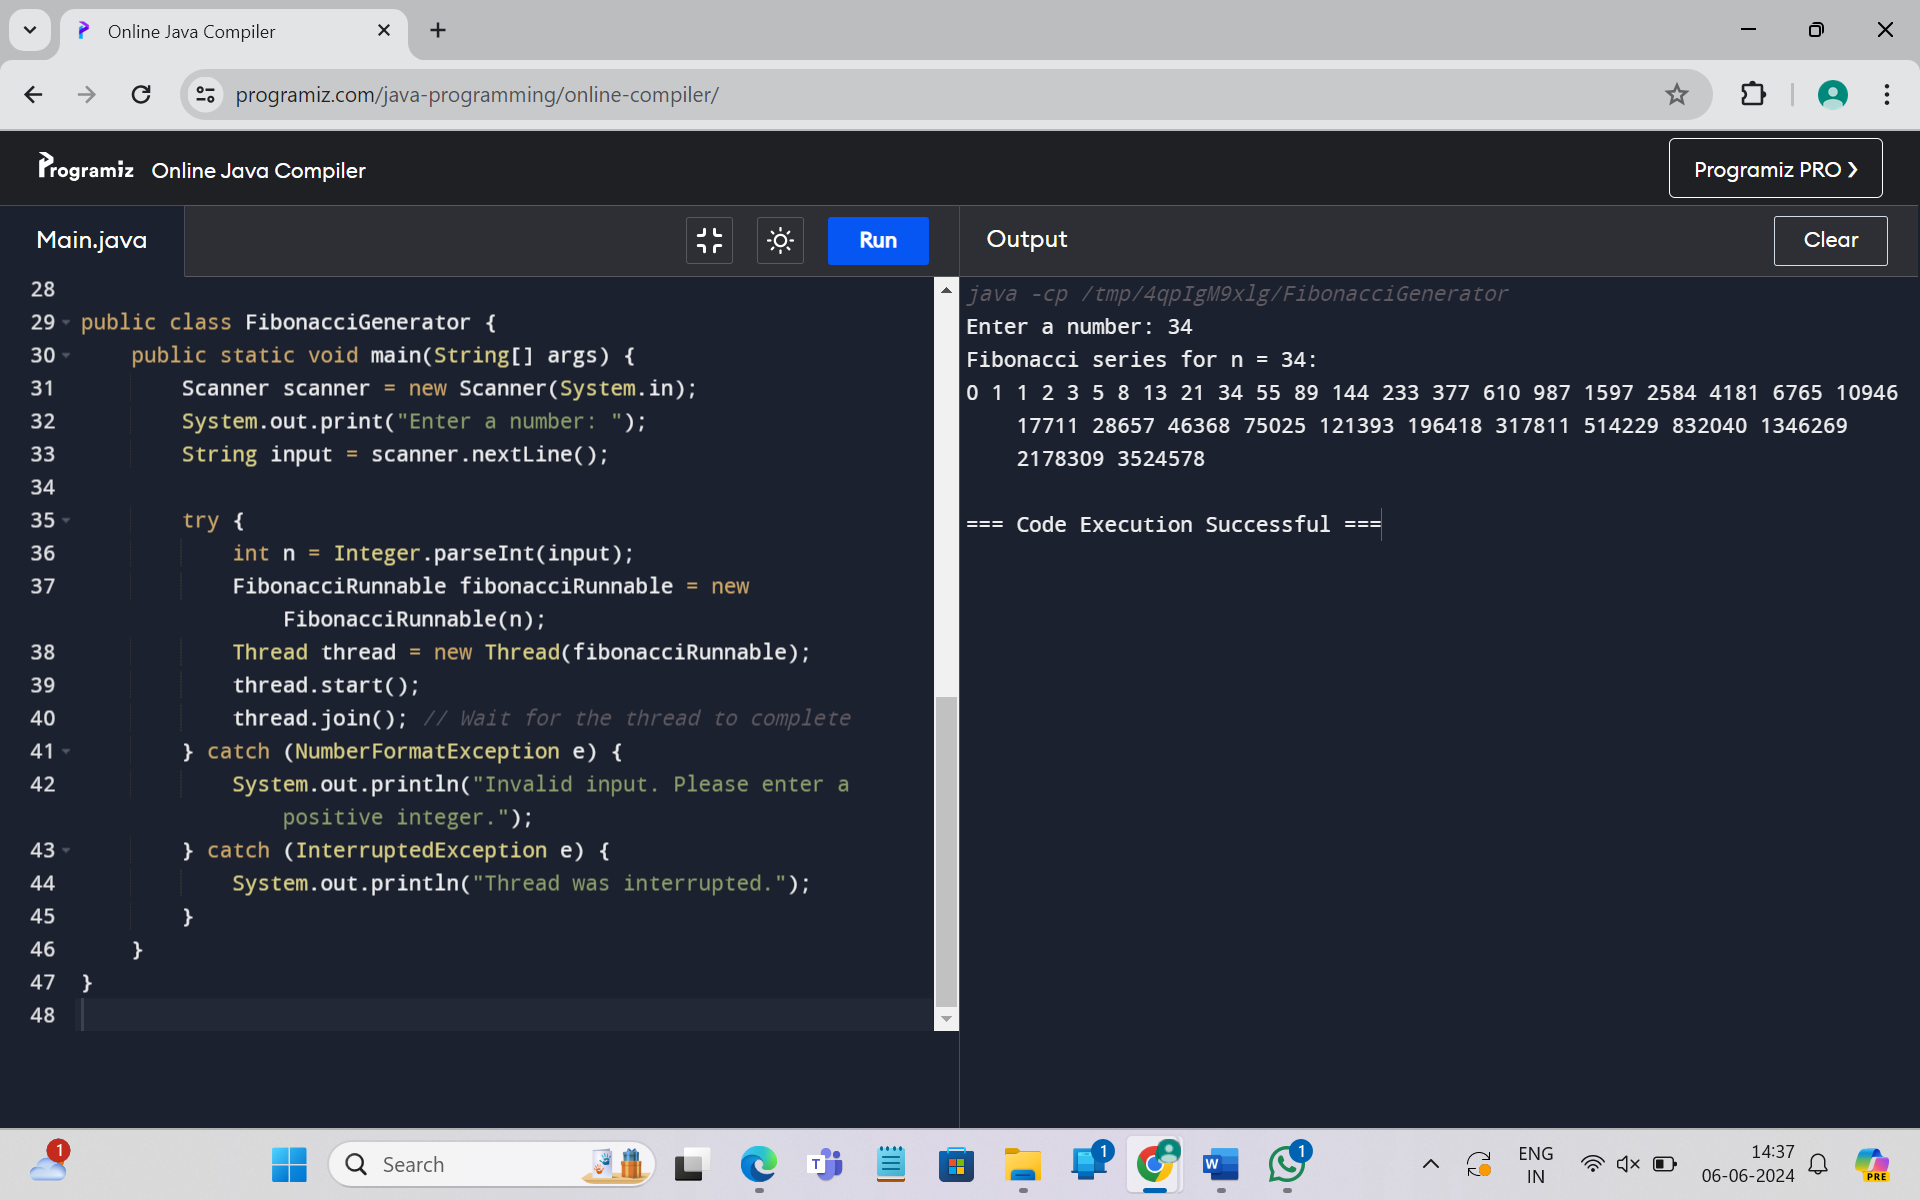 Online Java Compiler
programiz.com/java-programming/online-compiler/
Programiz Online Java Compiler
Programiz PRO ❯
Main.java
Run
Output
Clear
28
29 public class FibonacciGenerator {
30 public static void main(String[] args) {
31 Scanner scanner = new Scanner(System.in);
32 System.out.print("Enter a number: ");
33 String input = scanner.nextLine();
34
35 try {
36 int n = Integer.parseInt(input);
37 FibonacciRunnable fibonacciRunnable = new
FibonacciRunnable(n);
38 Thread thread = new Thread(fibonacciRunnable);
39 thread.start();
40 thread.join(); // Wait for the thread to complete
41 } catch (NumberFormatException e) {
42 System.out.println("Invalid input. Please enter a
positive integer.");
43 } catch (InterruptedException e) {
44 System.out.println("Thread was interrupted.");
45 }
46 }
47 }
48
java -cp /tmp/4qpIgM9xlg/FibonacciGenerator
Enter a number: 34
Fibonacci series for n = 34:
0 1 1 2 3 5 8 13 21 34 55 89 144 233 377 610 987 1597 2584 4181 6765 10946
17711 28657 46368 75025 121393 196418 317811 514229 832040 1346269
2178309 3524578
=== Code Execution Successful ===
1
Search
1
1
ENG
IN
14:37
06-06-2024
PRE